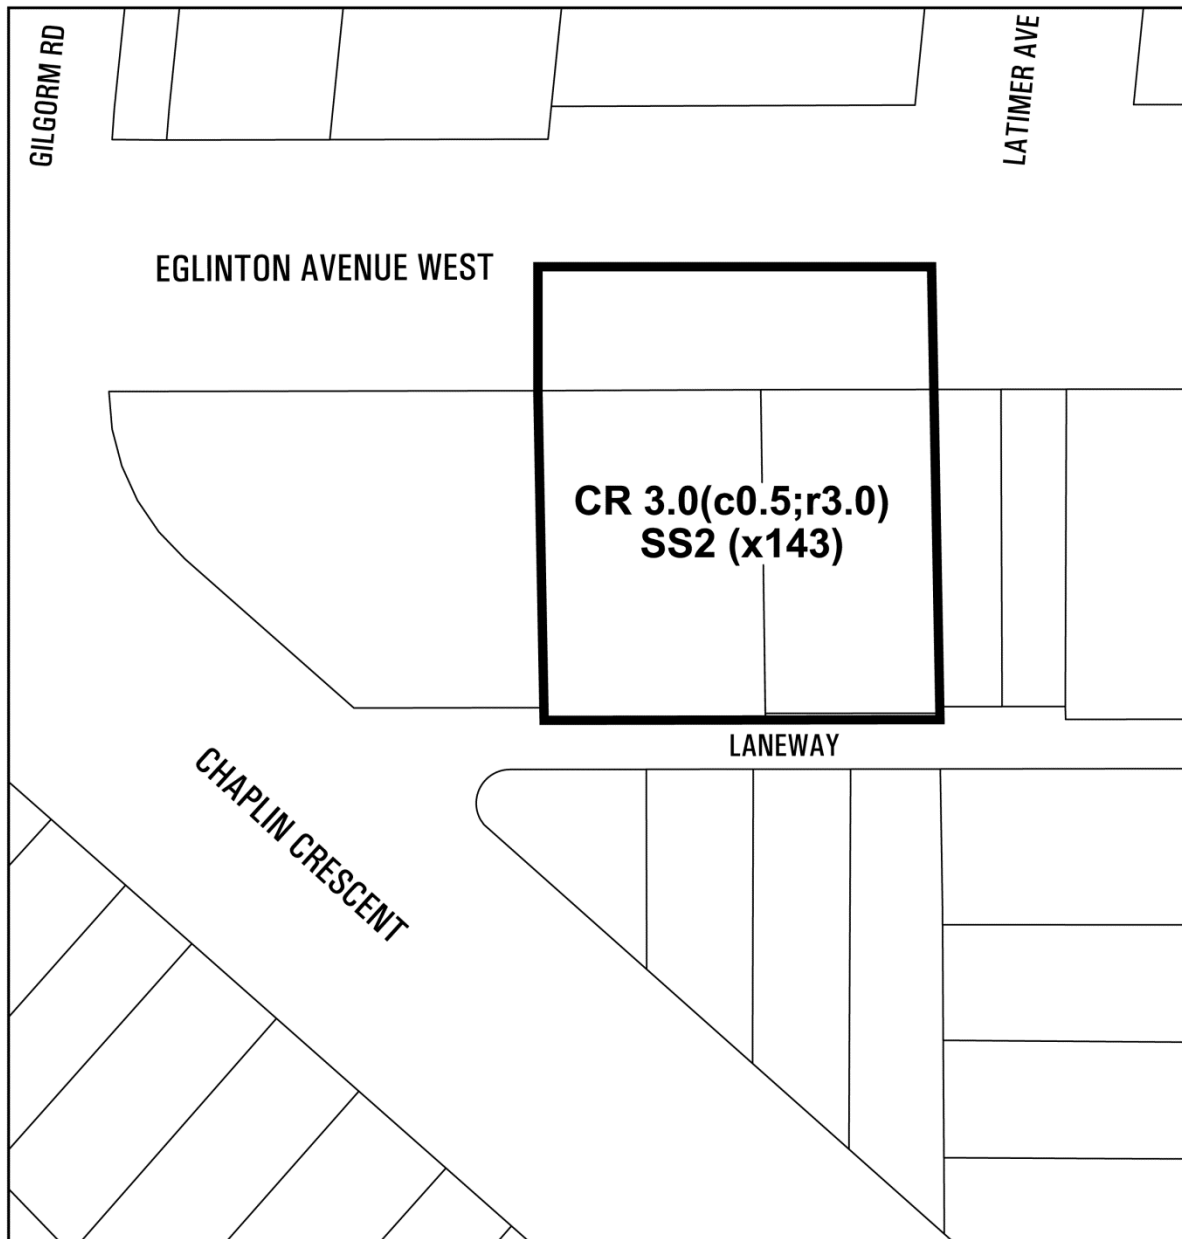 GILGORM RD
LATIMER AVE
EGLINTON AVENUE WEST
CR 3.0(c0.5;r3.0)
SS2 (x143)
LANEWAY
CHAPLIN CRESCENT